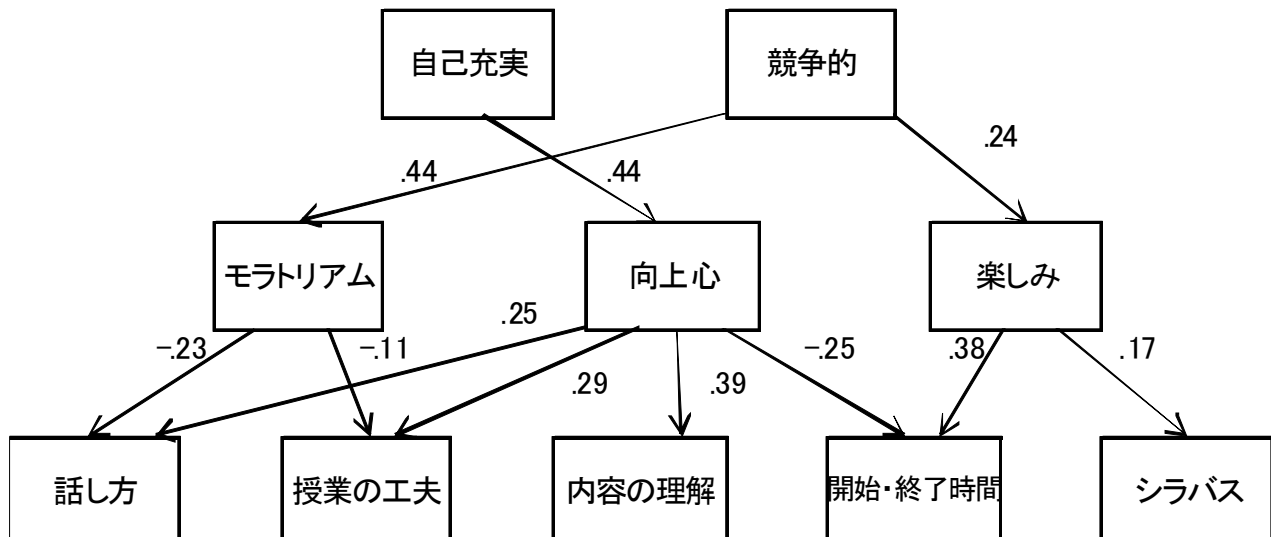 自己充実
競争的
.24
.44
.44
モラトリアム
向上心
楽しみ
-.23
-.11
.25
-.25
.38
.17
.29
.39
話し方
授業の工夫
内容の理解
開始・終了時間
シラバス